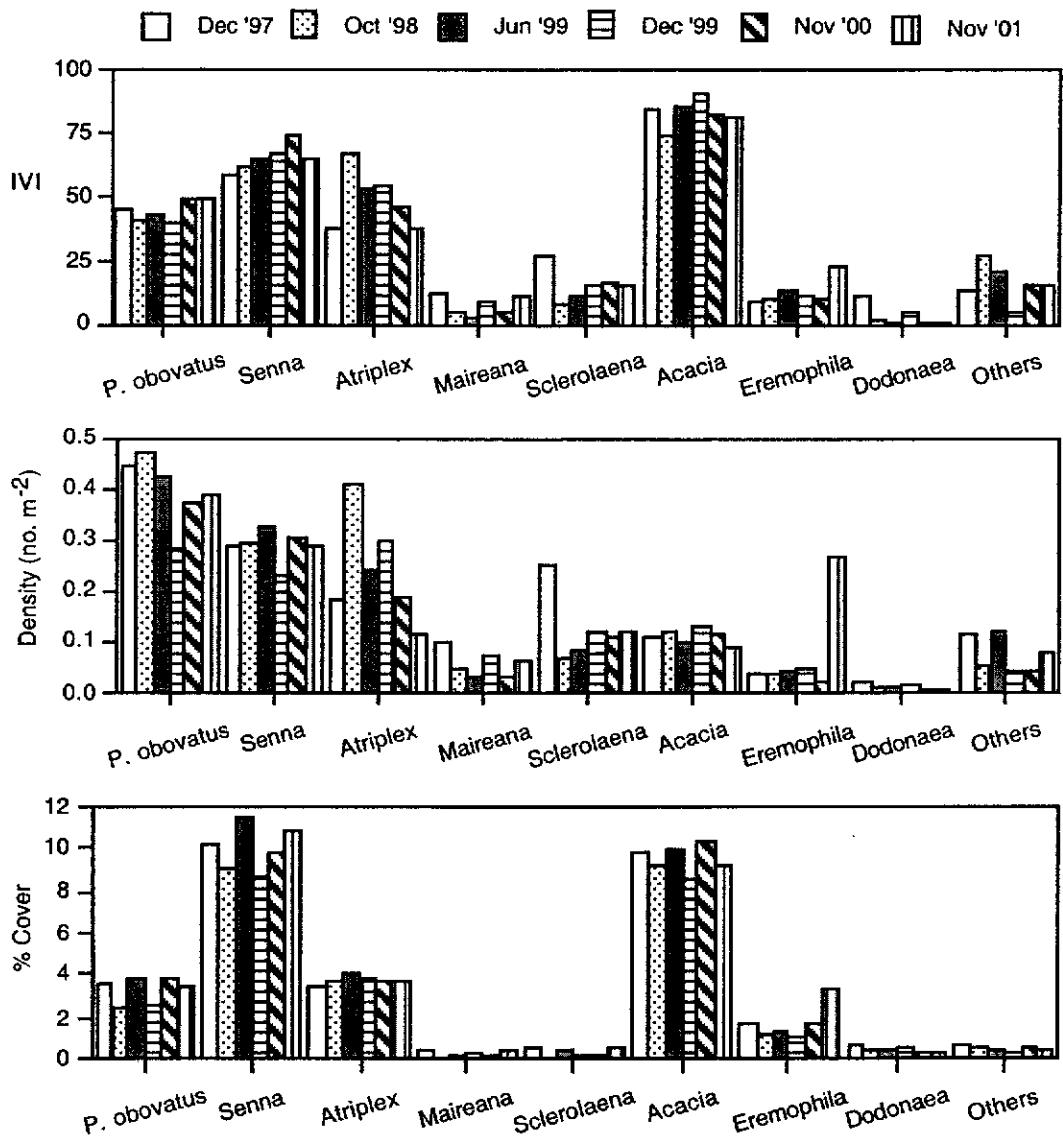 Dec '97 Oct '98 Jun '99 Dec '99 Nov '00 Nov '01
100
75
IVI
50
25
0
P. obovatus Senna Atriplex Maireana Sclerolaena Acacia Eremophila Dodonaea Others
0.5
0.4
0.3
Density (no. m⁻²)
0.2
0.1
0.0
P. obovatus Senna Atriplex Maireana Sclerolaena Acacia Eremophila Dodonaea Others
12
10
8
% Cover
6
4
2
0
P. obovatus Senna Atriplex Maireana Sclerolaena Acacia Eremophila Dodonaea Others